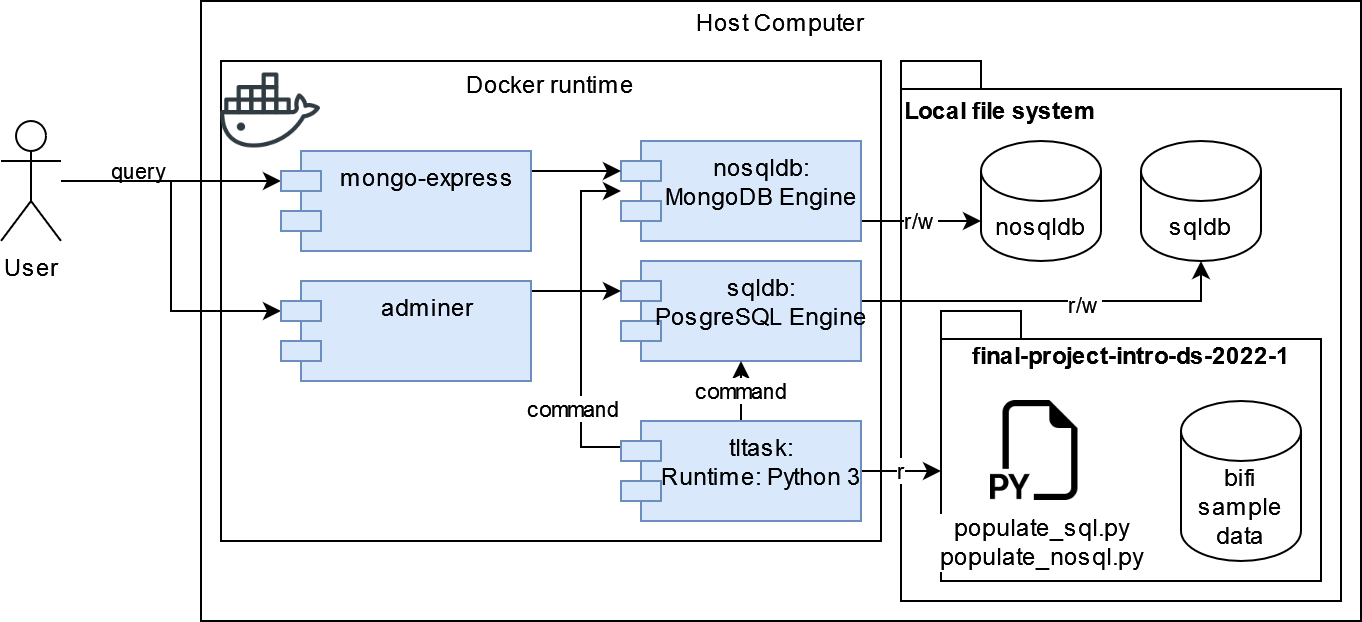 Host Computer
Docker runtime
Local file system
query
mongo-express
nosqldb:
MongoDB Engine
r/w
nosqldb
sqldb
User
adminer
sqldb:
PosgreSQL Engine
r/w
final-project-intro-ds-2022-1
command
command
tltask:
Runtime: Python 3
r
PY
populate_sql.py
populate_nosql.py
bifi
sample
data